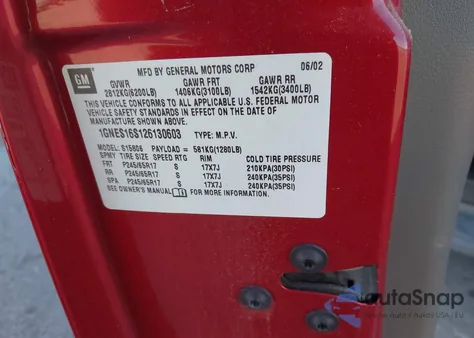 GM
MFD BY GENERAL MOTORS CORP 06/02
GVWR GAWR FRT GAWR RR
2812KG(6200LB) 1406KG(3100LB) 1542KG(3400LB)
THIS VEHICLE CONFORMS TO ALL APPLICABLE U.S. FEDERAL MOTOR
VEHICLE SAFETY STANDARDS IN EFFECT ON THE DATE OF
MANUFACTURE SHOWN ABOVE.
1GNES16S126130603 TYPE: M.P.V.
MODEL: S15806 PAYLOAD = 581KG(1280LB)
TIRE SIZE SPEED RTG RIM COLD TIRE PRESSURE
FRT P245/65R17 S 17X7J 210KPA(30PSI)
RR P245/65R17 S 17X7J 240KPA(35PSI)
SPA P245/65R17 S 17X7J 240KPA(35PSI)
SEE OWNER'S MANUAL FOR MORE INFORMATION.
autaSnap